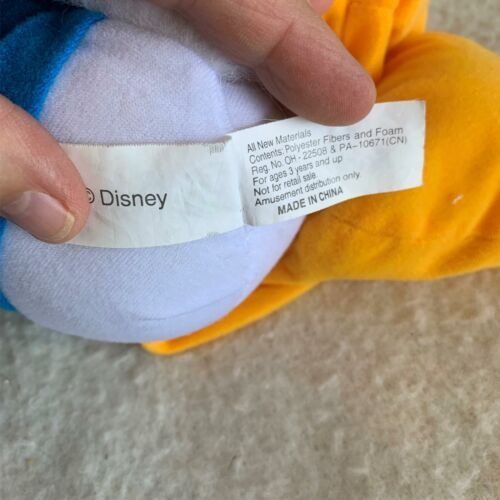 © Disney
All New Materials
Contents: Polyester Fibers and Foam
Reg. No. OH - 22508 & PA-10671(CN)
For ages 3 years and up
Not for retail sale.
Amusement distribution only.
MADE IN CHINA